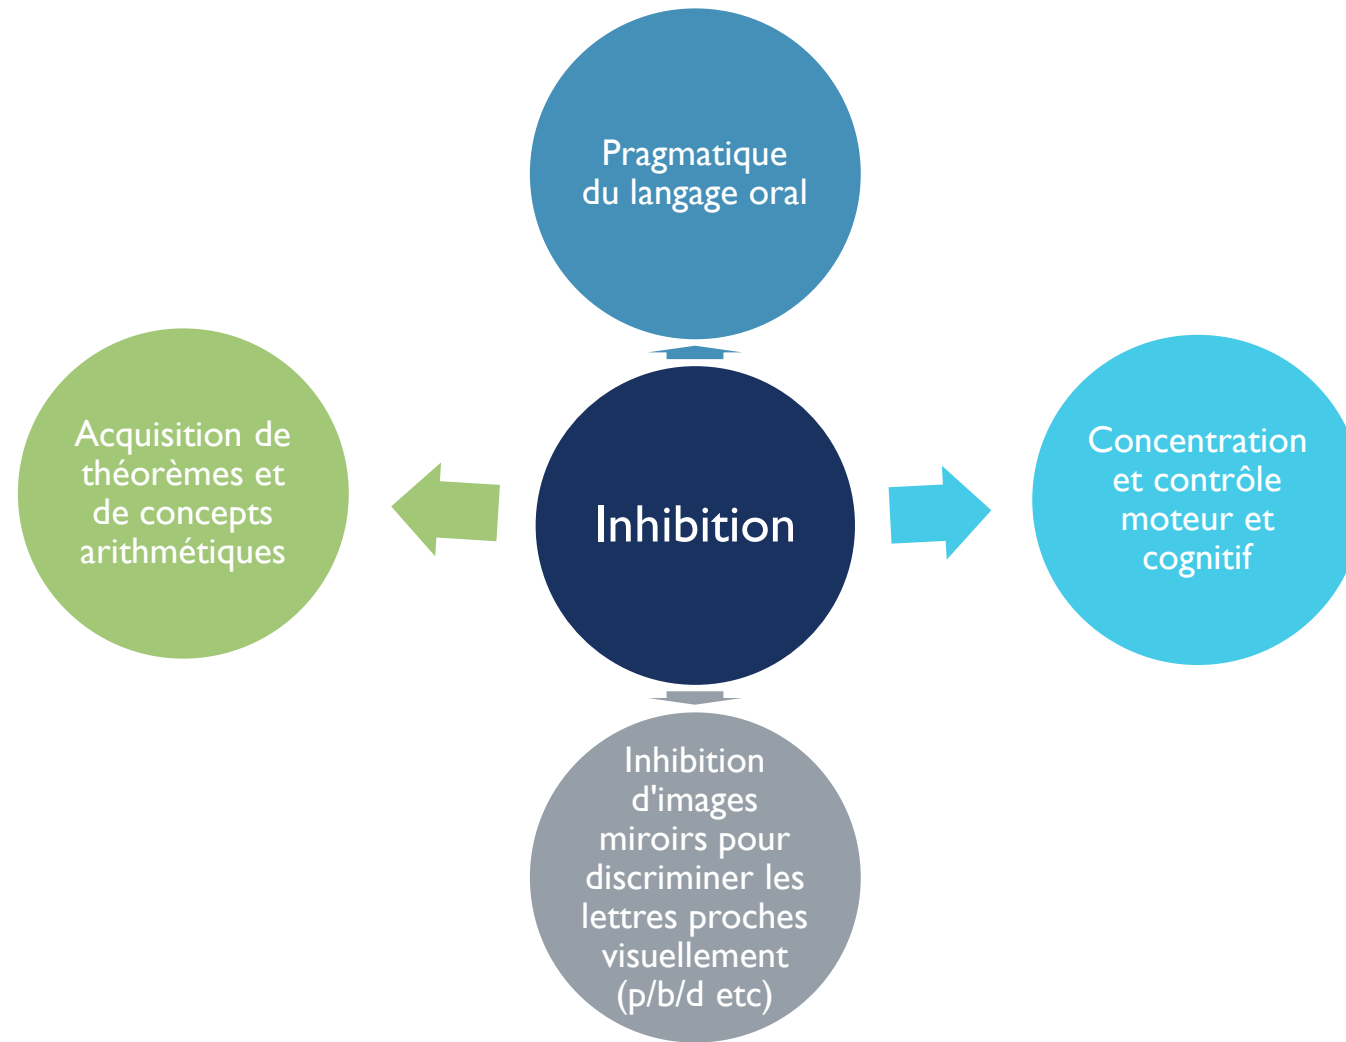 Pragmatique
du langage oral
Acquisition de
théorèmes et
de concepts
arithmétiques
Inhibition
Concentration
et contrôle
moteur et
cognitif
Inhibition
d'images
miroirs pour
discriminer les
lettres proches
visuellement
(p/b/d etc)